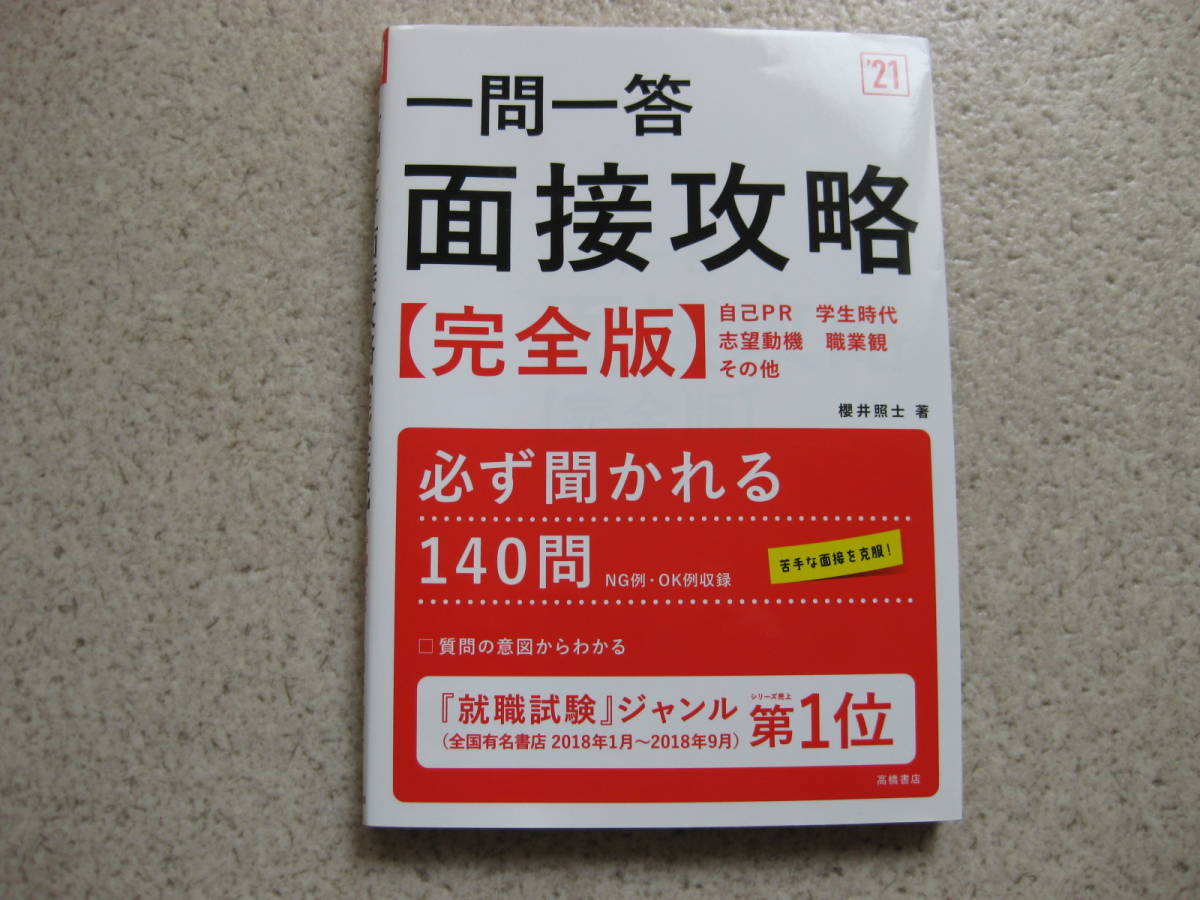 '21
一問一答
面接攻略
【完全版】
自己PR 学生時代
志望動機 職業観
その他
櫻井照士 著
必ず聞かれる
140問 NG例・OK例収録
苦手な面接を克服！
□ 質問の意図からわかる
『就職試験』ジャンル
（全国有名書店 2018年1月～2018年9月）
シリーズ売上
第1位
高橋書店